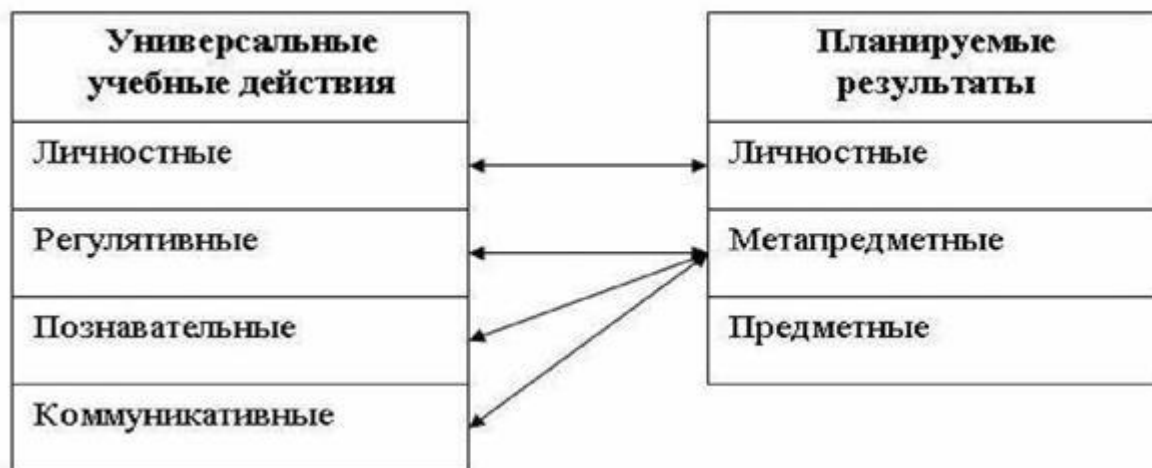 Универсальные
учебные действия
Личностные
Регулятивные
Познавательные
Коммуникативные
Планируемые
результаты
Личностные
Метапредметные
Предметные